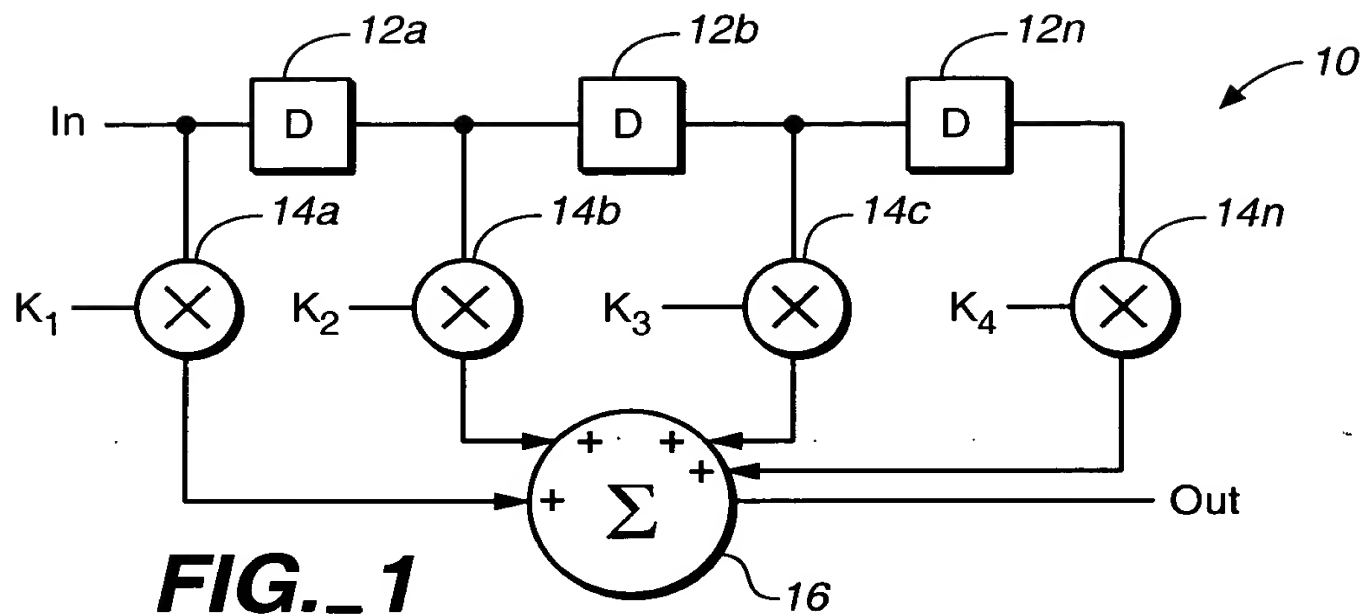 12a 12b 12n 10
In D D D
14a 14b 14c 14n
K₁ K₂ K₃ K₄
+ + + + +
Σ
Out
16
FIG._1